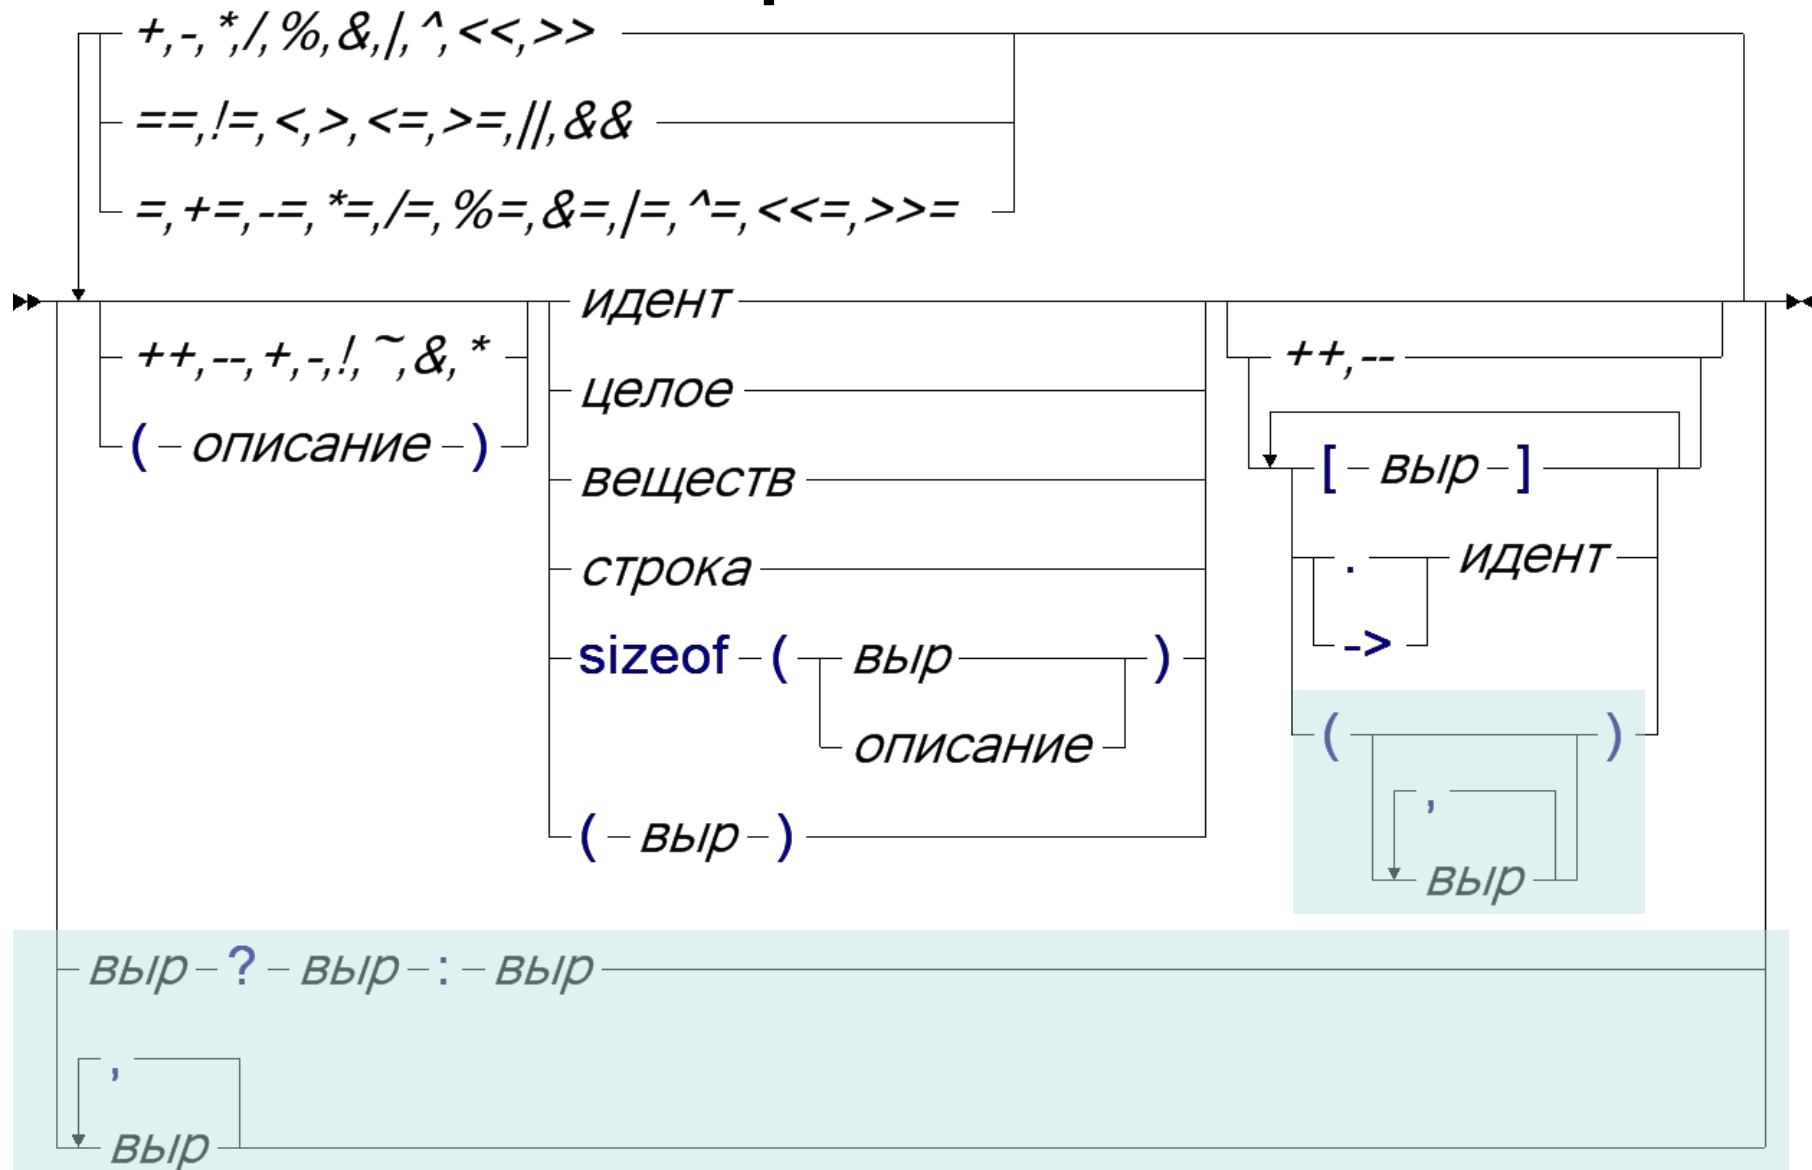 +,-,*,/,%,&,|,^,<<,>>
==,!=,<,>,<=,>=,||,&&
=,+=,-=,*=,/=,%=,&=,|=,^=,<<=,>>=
идент
++,--,+,-,!,~,&,*
++,--
целое
( описание )
[ выр ]
веществ
. идент
строка
->
sizeof ( выр )
описание
( )
,
( выр )
выр
выр ? выр : выр
,
выр